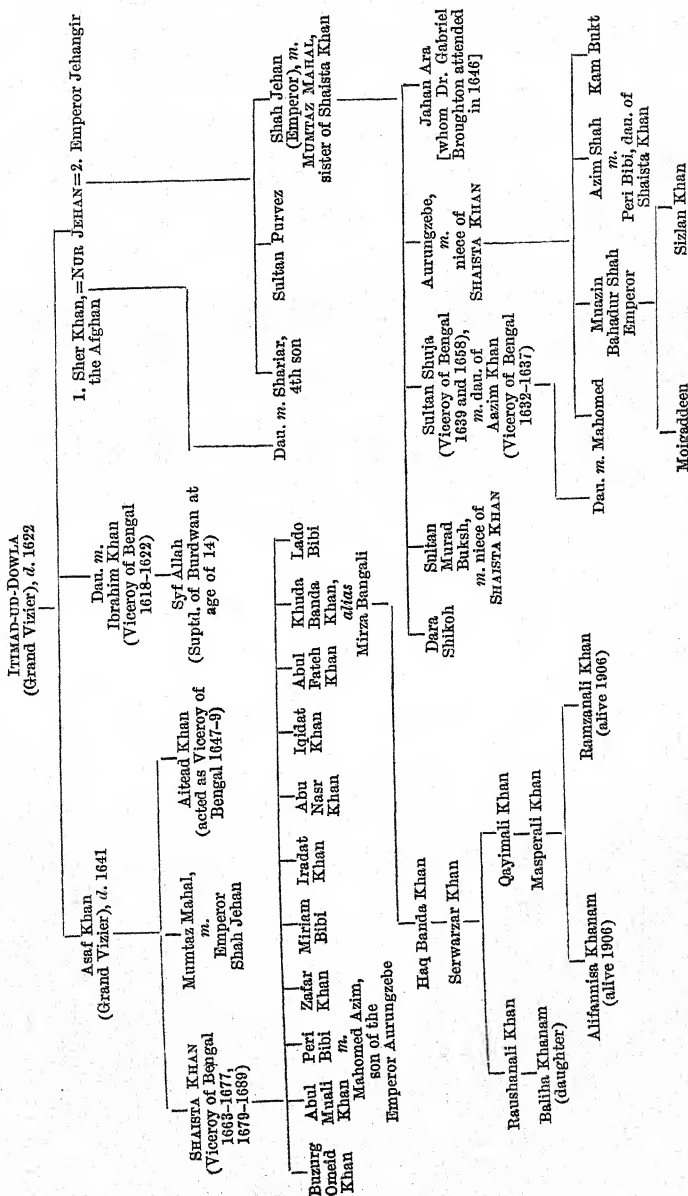 ITIMAD-UD-DOWLA
(Grand Vizier), d. 1622
Asaf Khan
(Grand Vizier), d. 1641
Dau. m.
Ibrahim Khan
(Viceroy of Bengal
1618–1622)
Syf Allah
(Suptd. of Burdwan at
age of 14)
1. Sher Khan,=NUR JEHAN=2. Emperor Jehangir
the Afghan
SHAISTA KHAN
(Viceroy of Bengal
1663–1677,
1679–1689)
Mumtaz Mahal,
m.
Emperor
Shah Jehan
Aitead Khan
(acted as Viceroy of
Bengal 1647–9)
Dau. m. Shariar,
4th son
Sultan Purvez
Shah Jehan
(Emperor), m.
MUMTAZ MAHAL,
sister of Shaista Khan
Buzurg
Omeid
Khan
Abul
Muali
Khan
Peri
Bibi
m.
Mahomed Azim,
son of the
Emperor Aurungzebe
Zafar
Khan
Miriam
Bibi
Iradat
Khan
Abu
Nasr
Khan
Iqidat
Khan
Abul
Fateh
Khan
Khuda
Banda
Khan,
alias
Mirza Bangali
Lado
Bibi
Dara
Shikoh
Sultan
Murad
Buksh,
m. niece of
SHAISTA KHAN
Sultan Shuja
(Viceroy of Bengal
1639 and 1658),
m. dau. of
Aazim Khan
(Viceroy of Bengal
1632–1637)
Aurungzebe,
m.
niece of
SHAISTA KHAN
Jahan Ara
[whom Dr. Gabriel
Broughton attended
in 1646]
Haq Banda Khan
Serwarzar Khan
Dau. m. Mahomed
Muazin
Bahadur Shah
Emperor
Azim Shah
m.
Peri Bibi, dau. of
Shaista Khan
Kam Bukt
Raushanali Khan
Baliha Khanam
(daughter)
Qayimali Khan
Masperali Khan
Moigaddeen
Sizlan Khan
Alifannisa Khanam
(alive 1906)
Ramzanali Khan
(alive 1906)